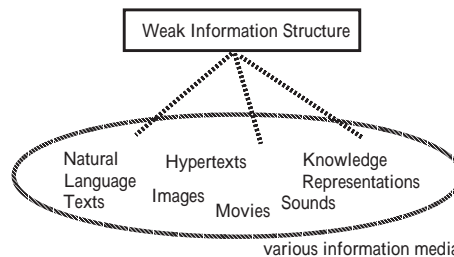 Weak Information Structure
Natural
Language
Texts
Hypertexts
Images
Movies
Knowledge
Representations
Sounds
various information media